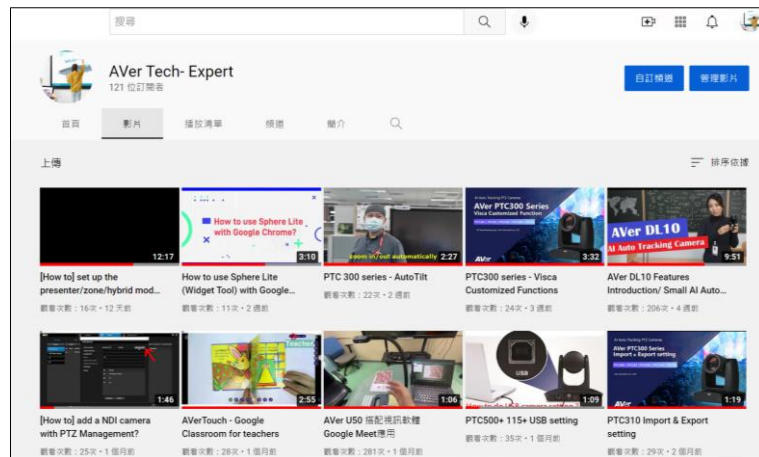 搜尋
AVer Tech- Expert
121 位訂閱者
自訂頻道
管理影片
首頁
影片
播放清單
頻道
簡介
上傳
排序依據
12:17
How to use Sphere Lite
with Google Chrome?
3:10
zoom in/out automatically
2:27
AI Auto Tracking PTZ Cameras
AVer PTC300 Series
Visca Customized Function
AVer
3:32
AVer DL10
AI Auto Tracking Camera
9:51
[How to] set up the
presenter/zone/hybrid mod...
觀看次數：16次・12 天前
How to use Sphere Lite
(Widget Tool) with Google...
觀看次數：11次・2 週前
PTC 300 series - AutoTilt
觀看次數：22次・2 週前
PTC300 series - Visca
Customized Functions
觀看次數：24次・3 週前
AVer DL10 Features
Introduction/ Small AI Auto...
觀看次數：206次・4 週前
1:46
Teacher
2:55
1:06
USB
1:09
AI Auto Tracking PTZ Cameras
AVer PTC300 Series
Import & Export setting
AVer
1:19
[How to] add a NDI camera
with PTZ Management?
觀看次數：25次・1 個月前
AVerTouch - Google
Classroom for teachers
觀看次數：28次・1 個月前
AVer U50 搭配視訊軟體
Google Meet應用
觀看次數：281次・1 個月前
PTC500+ 115+ USB setting
觀看次數：35次・1 個月前
PTC310 Import & Export
setting
觀看次數：29次・2 個月前